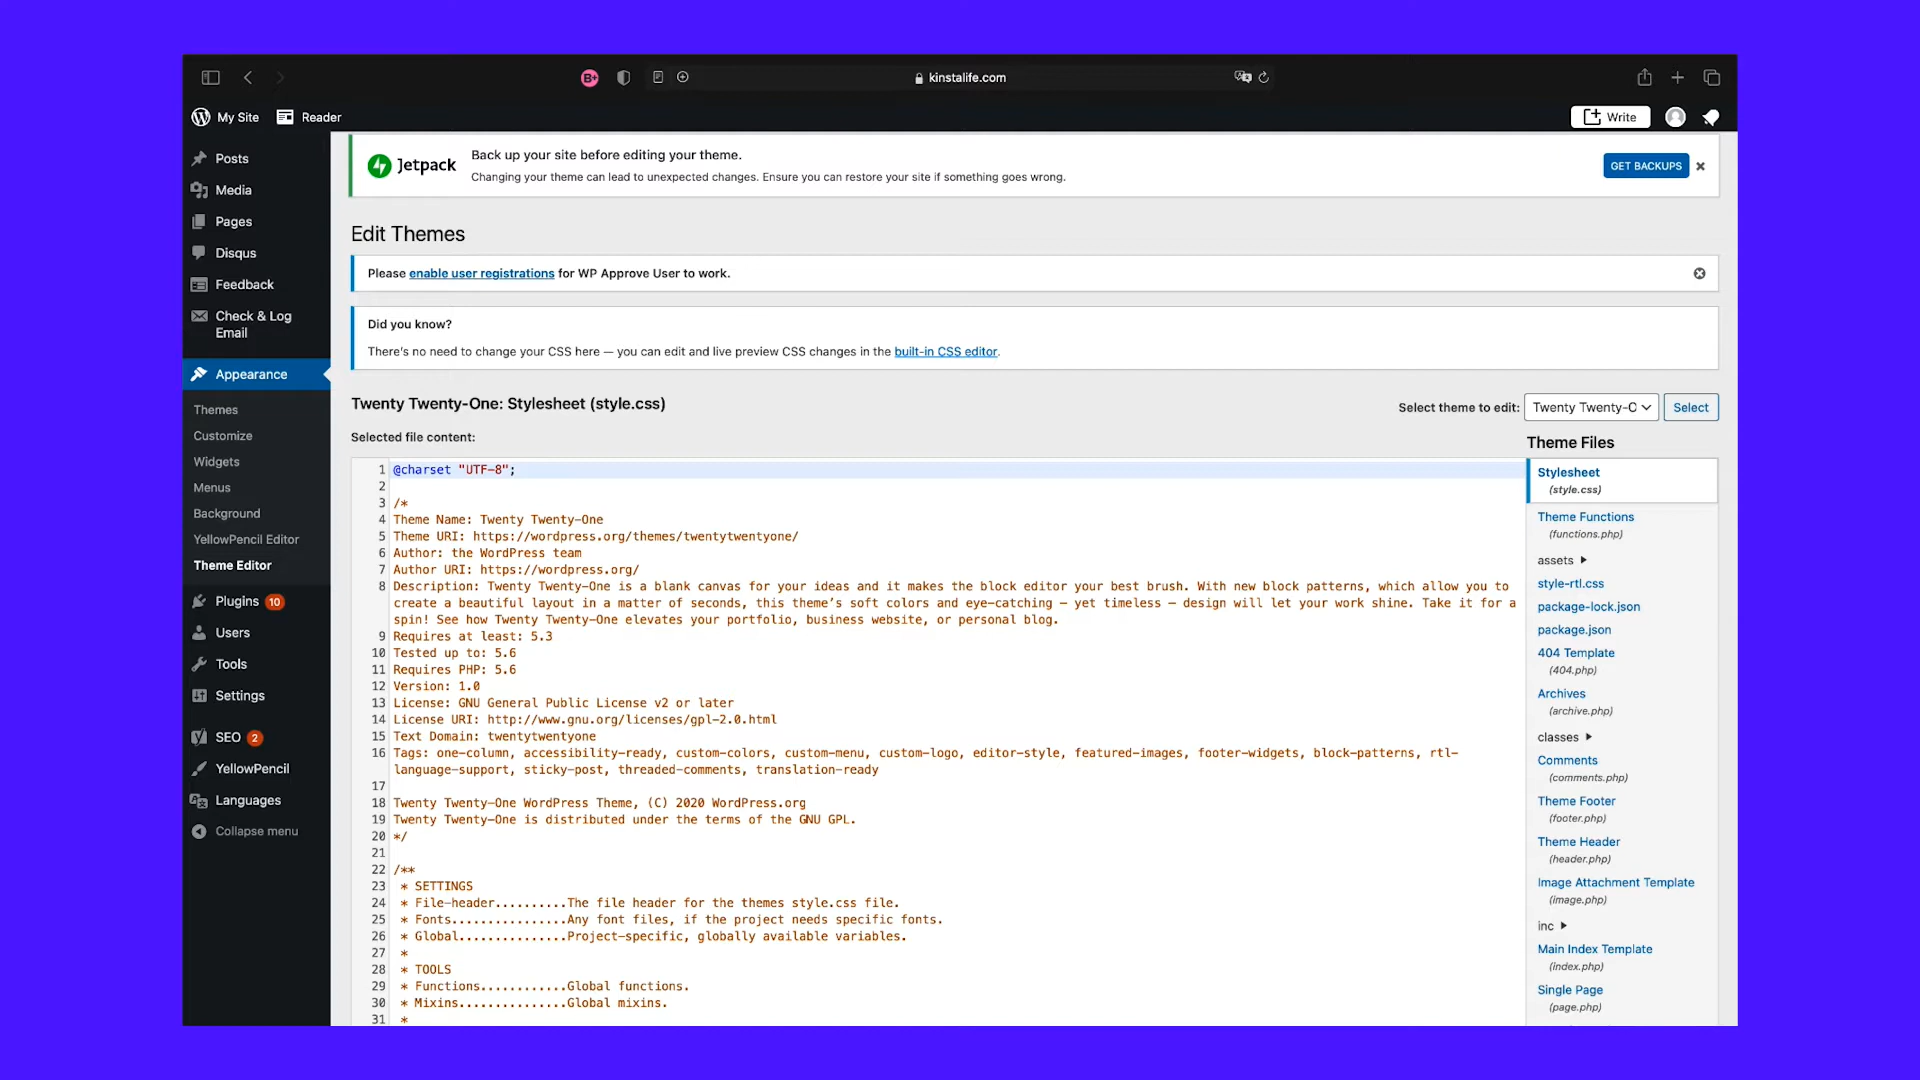 B+
kinstalife.com
My Site
Reader
Write
Posts
Media
Pages
Disqus
Feedback
Check & Log
Email
Appearance
Themes
Customize
Widgets
Menus
Background
YellowPencil Editor
Theme Editor
Plugins 10
Users
Tools
Settings
SEO 2
YellowPencil
Languages
Collapse menu
Jetpack
Back up your site before editing your theme.
Changing your theme can lead to unexpected changes. Ensure you can restore your site if something goes wrong.
GET BACKUPS
Edit Themes
Please enable user registrations for WP Approve User to work.
Did you know?
There's no need to change your CSS here — you can edit and live preview CSS changes in the built-in CSS editor.
Twenty Twenty-One: Stylesheet (style.css)
Select theme to edit: Twenty Twenty-O Select
Selected file content:
1 @charset "UTF-8";
2
3 /*
4 Theme Name: Twenty Twenty-One
5 Theme URI: https://wordpress.org/themes/twentytwentyone/
6 Author: the WordPress team
7 Author URI: https://wordpress.org/
8 Description: Twenty Twenty-One is a blank canvas for your ideas and it makes the block editor your best brush. With new block patterns, which allow you to
create a beautiful layout in a matter of seconds, this theme’s soft colors and eye-catching — yet timeless — design will let your work shine. Take it for a
spin! See how Twenty Twenty-One elevates your portfolio, business website, or personal blog.
9 Requires at least: 5.3
10 Tested up to: 5.6
11 Requires PHP: 5.6
12 Version: 1.0
13 License: GNU General Public License v2 or later
14 License URI: http://www.gnu.org/licenses/gpl-2.0.html
15 Text Domain: twentytwentyone
16 Tags: one-column, accessibility-ready, custom-colors, custom-menu, custom-logo, editor-style, featured-images, footer-widgets, block-patterns, rtl-
language-support, sticky-post, threaded-comments, translation-ready
17
18 Twenty Twenty-One WordPress Theme, (C) 2020 WordPress.org
19 Twenty Twenty-One is distributed under the terms of the GNU GPL.
20 */
21
22 /**
23 * SETTINGS
24 * File-header..........The file header for the themes style.css file.
25 * Fonts................Any font files, if the project needs specific fonts.
26 * Global...............Project-specific, globally available variables.
27 *
28 * TOOLS
29 * Functions............Global functions.
30 * Mixins...............Global mixins.
31 *
Theme Files
Stylesheet
(style.css)
Theme Functions
(functions.php)
assets
style-rtl.css
package-lock.json
package.json
404 Template
(404.php)
Archives
(archive.php)
classes
Comments
(comments.php)
Theme Footer
(footer.php)
Theme Header
(header.php)
Image Attachment Template
(image.php)
inc
Main Index Template
(index.php)
Single Page
(page.php)